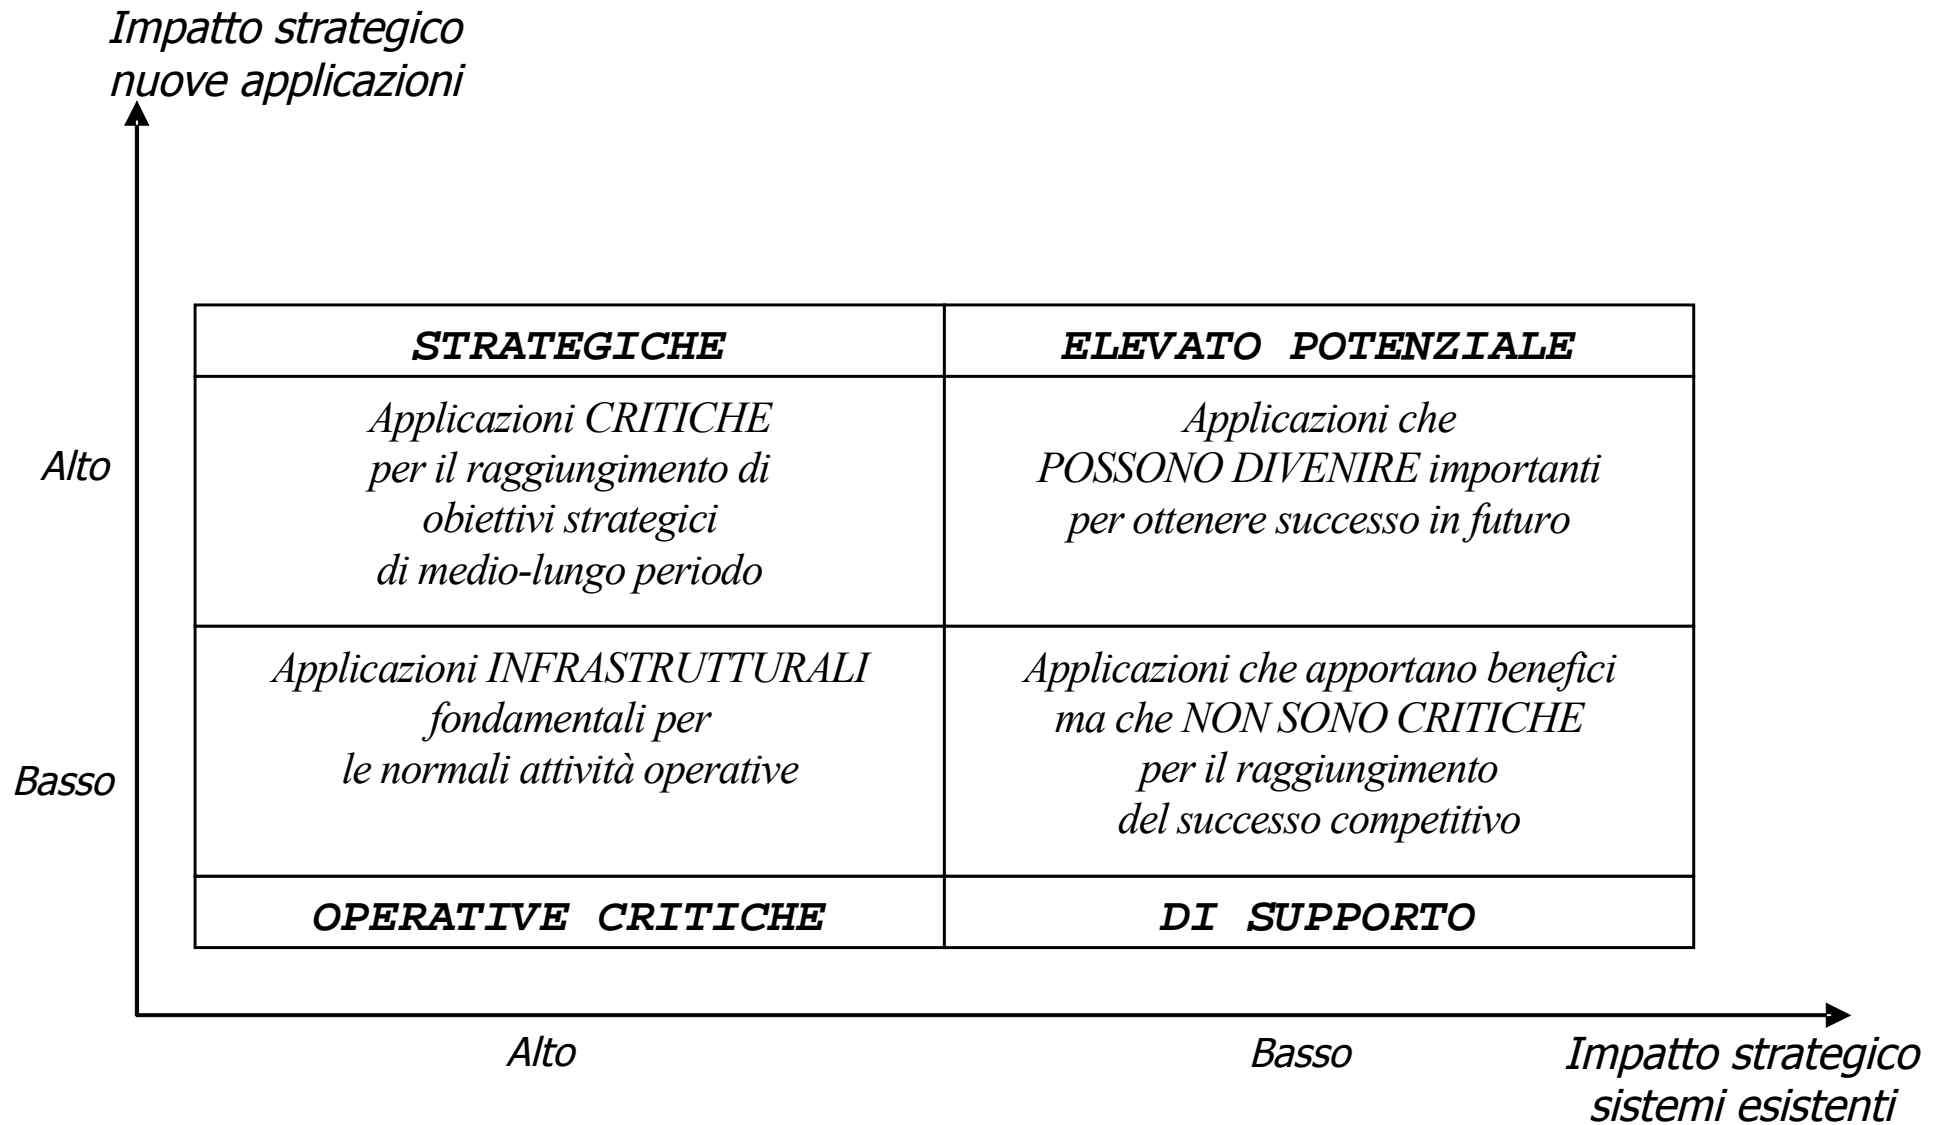 Impatto strategico
nuove applicazioni
STRATEGICHE
ELEVATO POTENZIALE
Alto
Applicazioni CRITICHE
per il raggiungimento di
obiettivi strategici
di medio-lungo periodo
Applicazioni che
POSSONO DIVENIRE importanti
per ottenere successo in futuro
Basso
Applicazioni INFRASTRUTTURALI
fondamentali per
le normali attività operative
Applicazioni che apportano benefici
ma che NON SONO CRITICHE
per il raggiungimento
del successo competitivo
OPERATIVE CRITICHE
DI SUPPORTO
Alto
Basso
Impatto strategico
sistemi esistenti